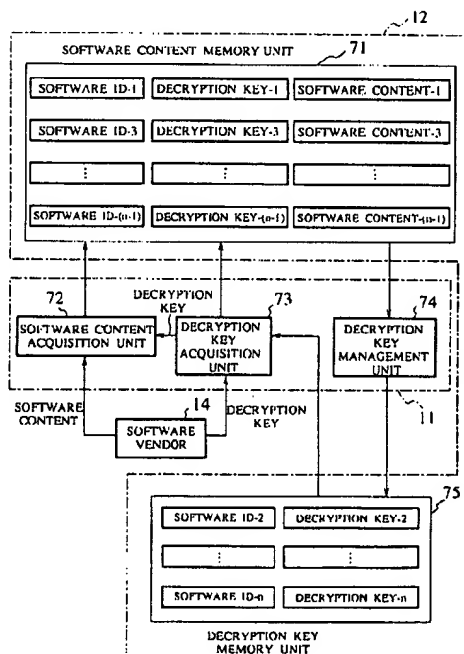 12
SOFTWARE CONTENT MEMORY UNIT
71
SOFTWARE ID-1 DECRYPTION KEY-1 SOFTWARE CONTENT-1
SOFTWARE ID-3 DECRYPTION KEY-3 SOFTWARE CONTENT-3
⋮ ⋮ ⋮
SOFTWARE ID-(n-1) DECRYPTION KEY-(n-1) SOFTWARE CONTENT-(n-1)
72
DECRYPTION
KEY
73
74
SOFTWARE CONTENT
ACQUISITION UNIT
DECRYPTION
KEY
ACQUISITION
UNIT
DECRYPTION
KEY
MANAGEMENT
UNIT
11
SOFTWARE
CONTENT
14
SOFTWARE
VENDOR
DECRYPTION
KEY
75
SOFTWARE ID-2 DECRYPTION KEY-2
⋮ ⋮
SOFTWARE ID-n DECRYPTION KEY-n
DECRYPTION KEY
MEMORY UNIT